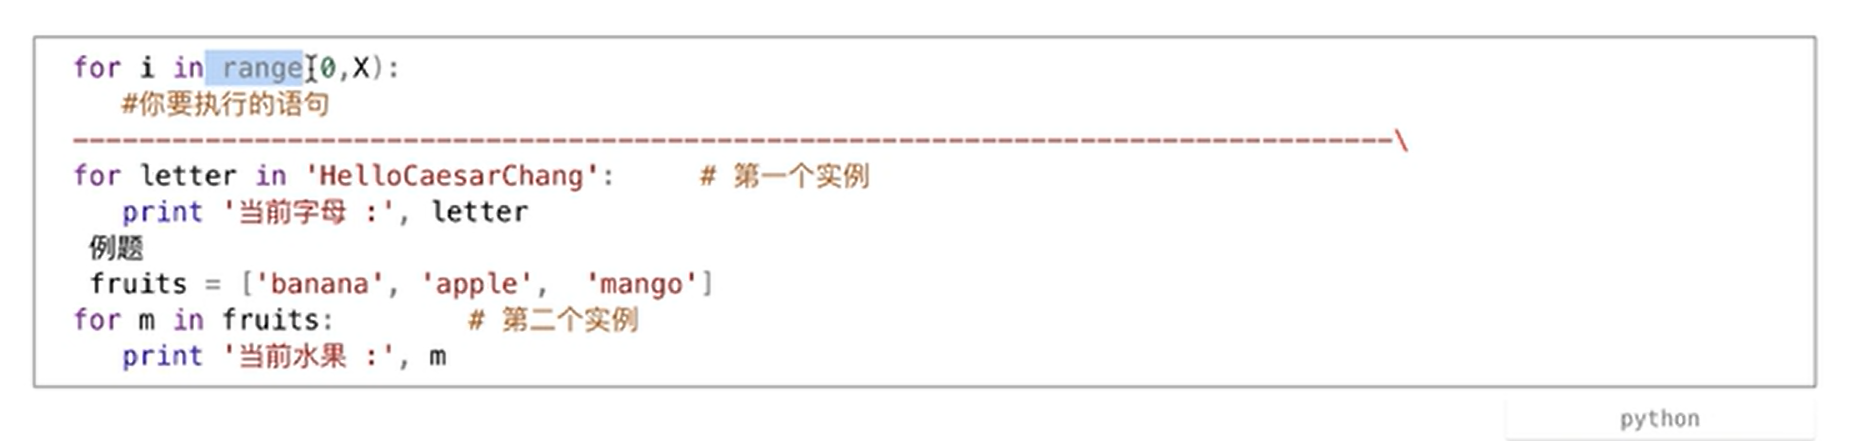 for i in range(0,X):
#你要执行的语句
--------------------------------------------------------------------------------\
for letter in 'HelloCaesarChang':     # 第一个实例
print '当前字母 :', letter
例题
fruits = ['banana', 'apple',  'mango']
for m in fruits:        # 第二个实例
print '当前水果 :', m
python